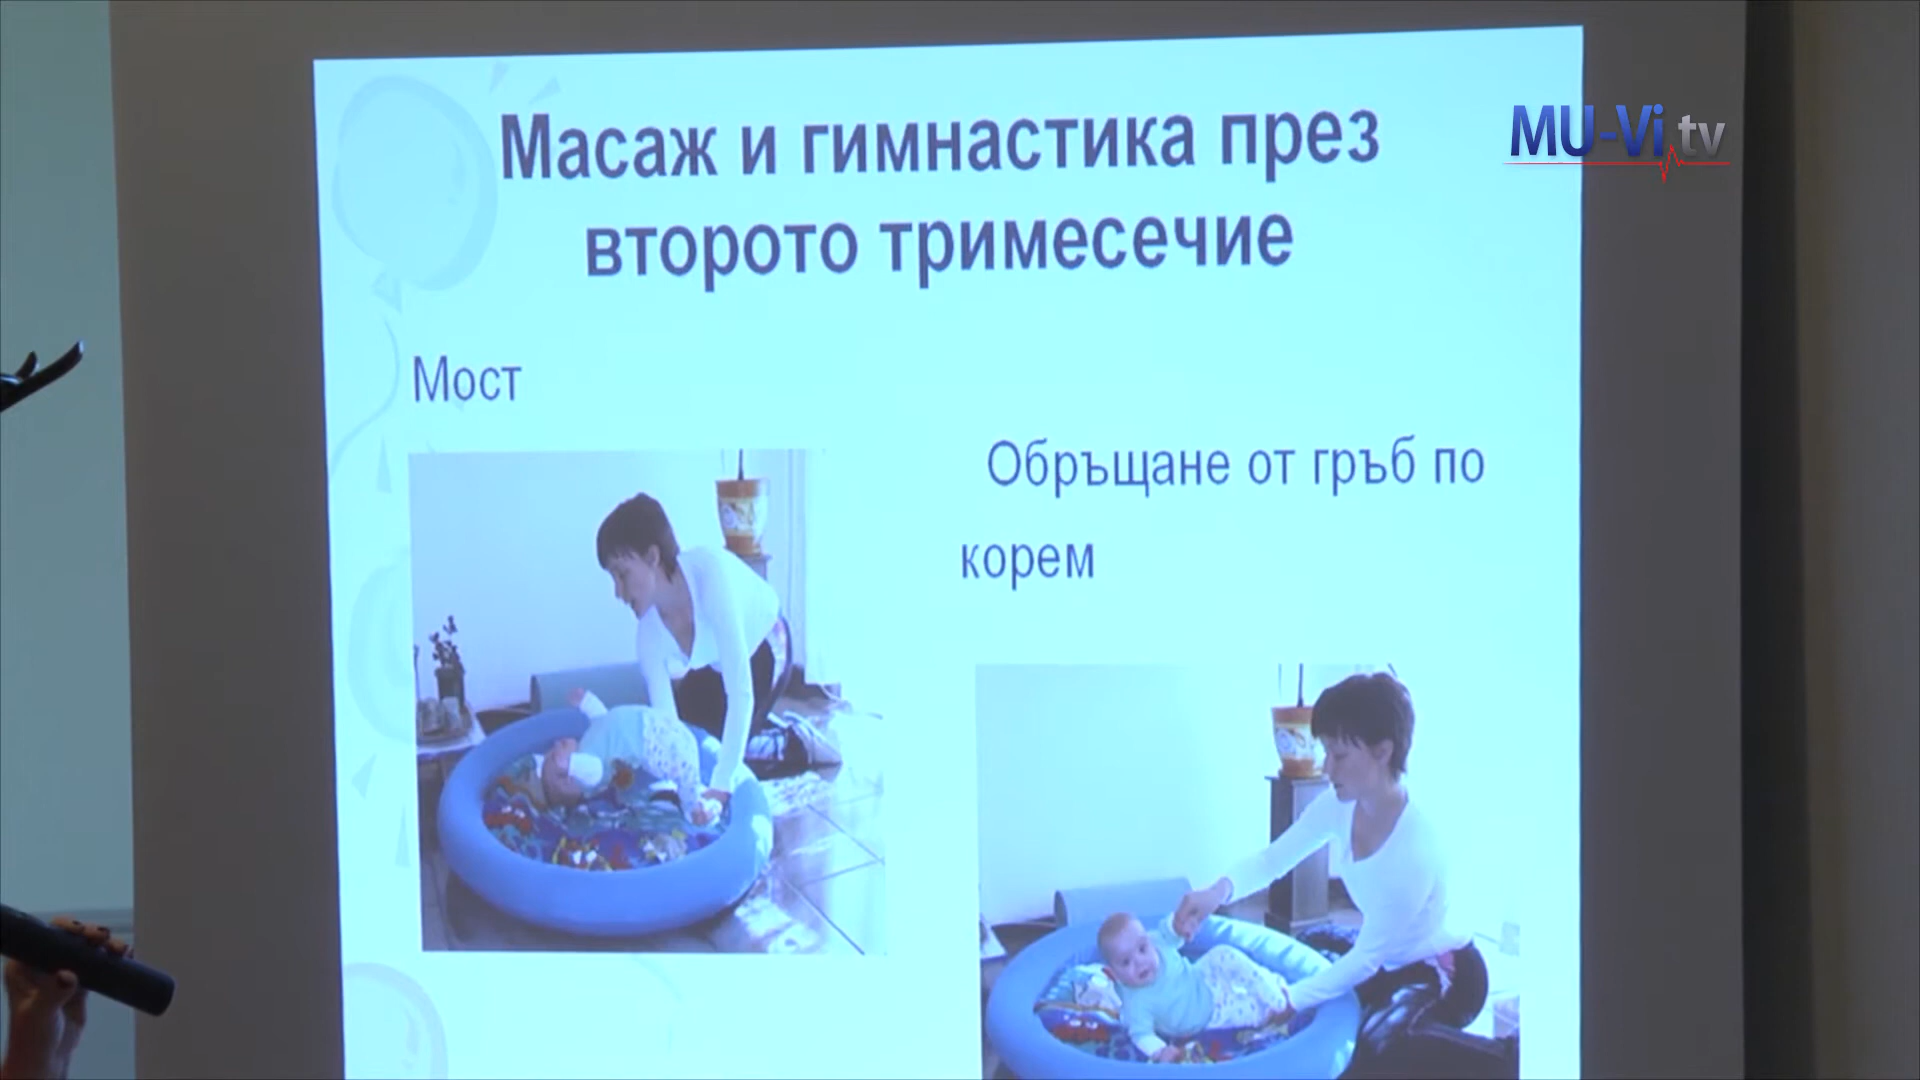 Масаж и гимнастика през
второто тримесечие
Мост
Обръщане от гръб по
корем
MU-Vi.tv